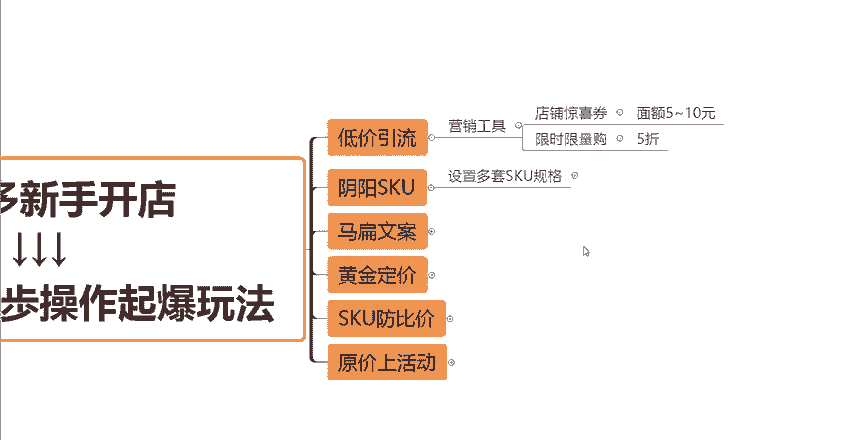 多新手开店
↓↓↓
步操作起爆玩法
低价引流
营销工具
店铺惊喜券
面额5~10元
限时限量购
5折
阴阳SKU
设置多套SKU规格
马扁文案
黄金定价
SKU防比价
原价上活动